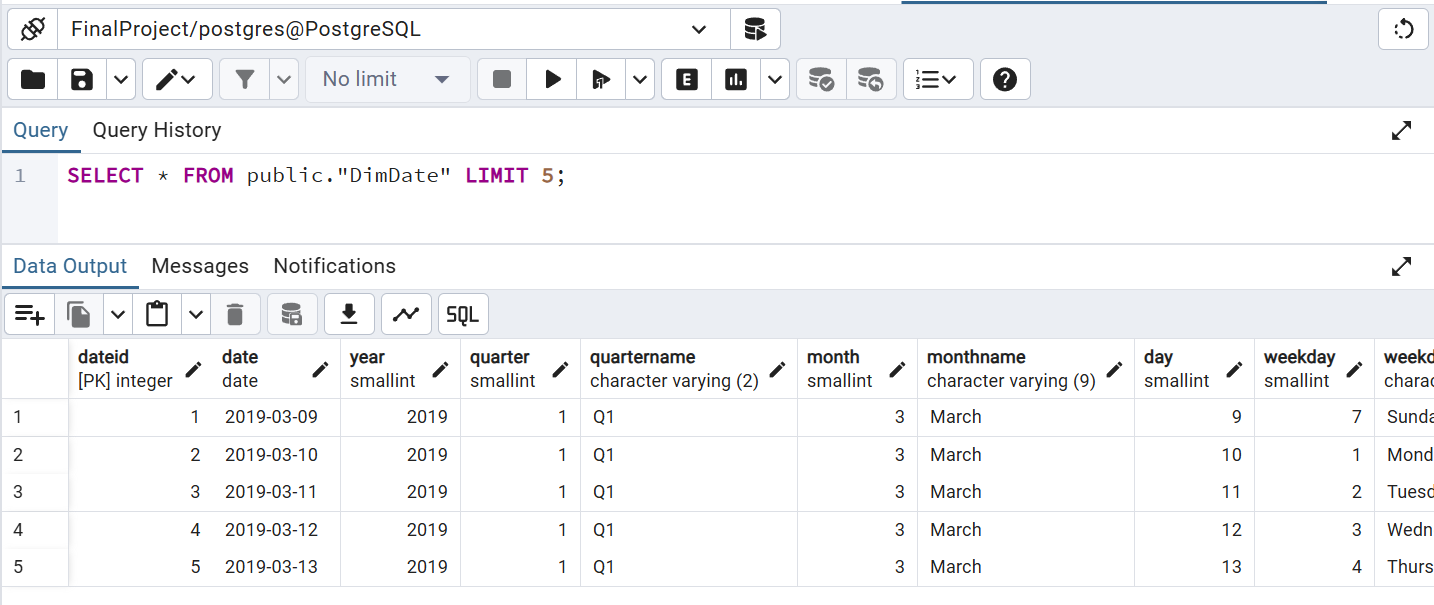 FinalProject/postgres@PostgreSQL
No limit
E
Query Query History
1 SELECT * FROM public."DimDate" LIMIT 5;
Data Output Messages Notifications
SQL
dateid date year quarter quartername month monthname day weekday weekd
[PK] integer date smallint smallint character varying (2) smallint character varying (9) smallint smallint charac
1 1 2019-03-09 2019 1 Q1 3 March 9 7 Sunda
2 2 2019-03-10 2019 1 Q1 3 March 10 1 Mond
3 3 2019-03-11 2019 1 Q1 3 March 11 2 Tuesd
4 4 2019-03-12 2019 1 Q1 3 March 12 3 Wedn
5 5 2019-03-13 2019 1 Q1 3 March 13 4 Thurs